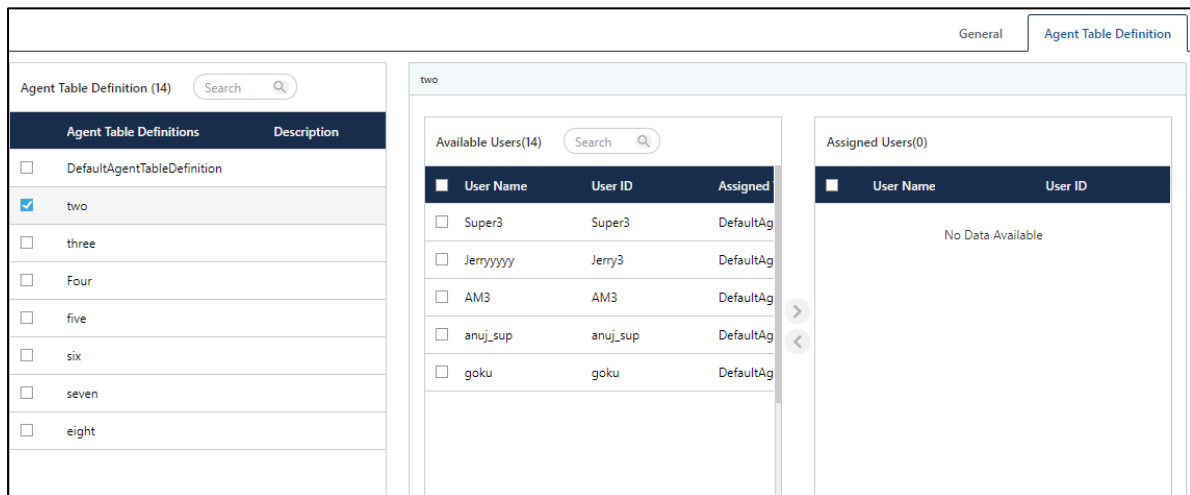 General Agent Table Definition
Agent Table Definition (14) Search
Agent Table Definitions Description
DefaultAgentTableDefinition
two
three
Four
five
six
seven
eight
two
Available Users(14) Search
User Name User ID Assigned
Super3 Super3 DefaultAg
Jerryyyyy Jerry3 DefaultAg
AM3 AM3 DefaultAg
anuj_sup anuj_sup DefaultAg
goku goku DefaultAg
Assigned Users(0)
User Name User ID
No Data Available